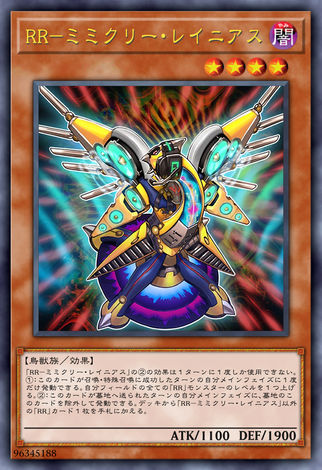 RR－ミミクリー・レイニアス
闇
やみ
【鳥獣族／効果】
「RR－ミミクリー・レイニアス」の②の効果は１ターンに１度しか使用できない。
①：このカードが召喚・特殊召喚に成功したターンの自分メインフェイズに１度
だけ発動できる。自分フィールドの全ての「RR」モンスターのレベルを１つ上げ
る。②：このカードが墓地へ送られたターンの自分メインフェイズに、墓地のこ
のカードを除外して発動できる。デッキから「RR－ミミクリー・レイニアス」以外
の「RR」カード１枚を手札に加える。
ATK/1100 DEF/1900
96345188